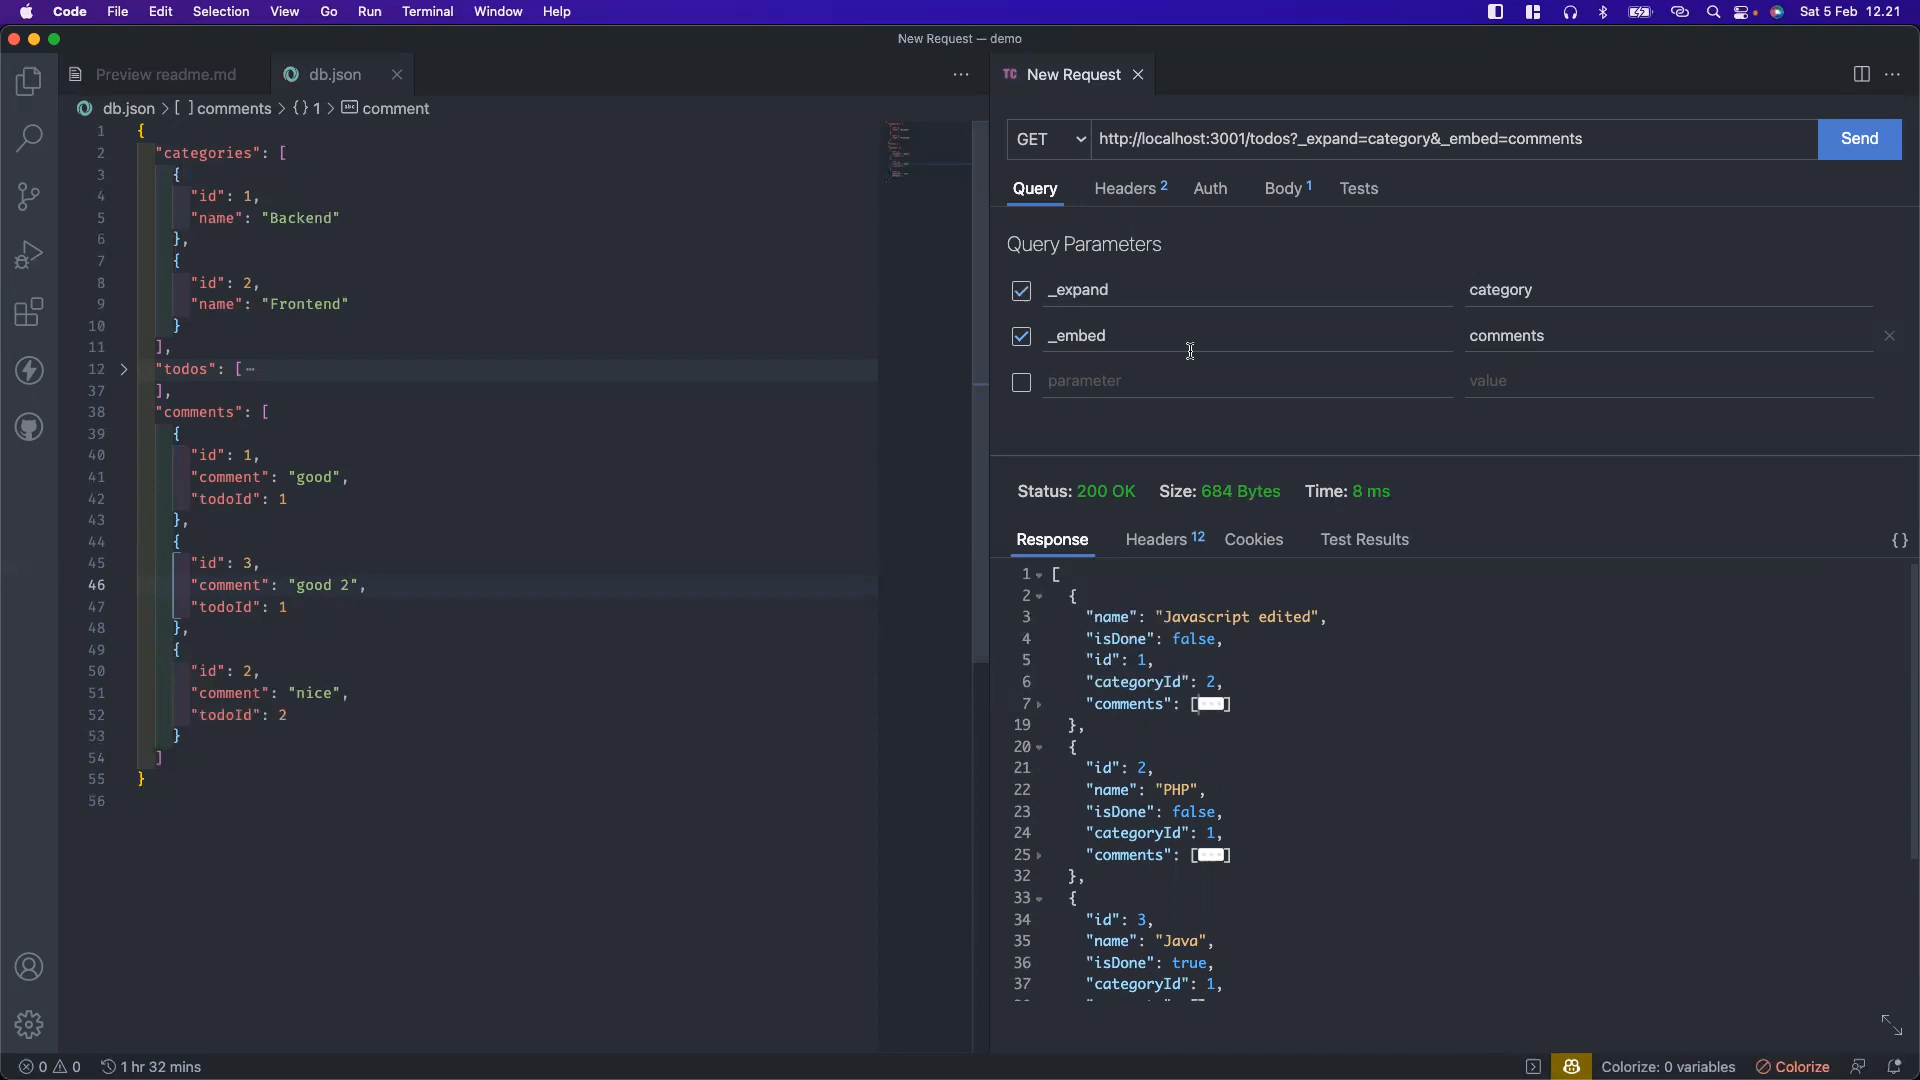 Code File Edit Selection View Go Run Terminal Window Help Sat 5 Feb 12.21
New Request — demo
Preview readme.md
db.json
db.json > [ ] comments > { } 1 > comment
1 {
2 "categories": [
3 {
4 "id": 1,
5 "name": "Backend"
6 },
7 {
8 "id": 2,
9 "name": "Frontend"
10 }
11 ],
12 "todos": [ ⋯
37 ],
38 "comments": [
39 {
40 "id": 1,
41 "comment": "good",
42 "todoId": 1
43 },
44 {
45 "id": 3,
46 "comment": "good 2",
47 "todoId": 1
48 },
49 {
50 "id": 2,
51 "comment": "nice",
52 "todoId": 2
53 }
54 ]
55 }
56
TC New Request
GET http://localhost:3001/todos?_expand=category&_embed=comments Send
Query Headers 2 Auth Body 1 Tests
Query Parameters
_expand category
_embed comments
parameter value
Status: 200 OK Size: 684 Bytes Time: 8 ms
Response Headers 12 Cookies Test Results { }
1 [
2 {
3 "name": "Javascript edited",
4 "isDone": false,
5 "id": 1,
6 "categoryId": 2,
7 "comments": [⋯]
19 },
20 {
21 "id": 2,
22 "name": "PHP",
23 "isDone": false,
24 "categoryId": 1,
25 "comments": [⋯]
32 },
33 {
34 "id": 3,
35 "name": "Java",
36 "isDone": true,
37 "categoryId": 1,
0 0 1 hr 32 mins Colorize: 0 variables Colorize